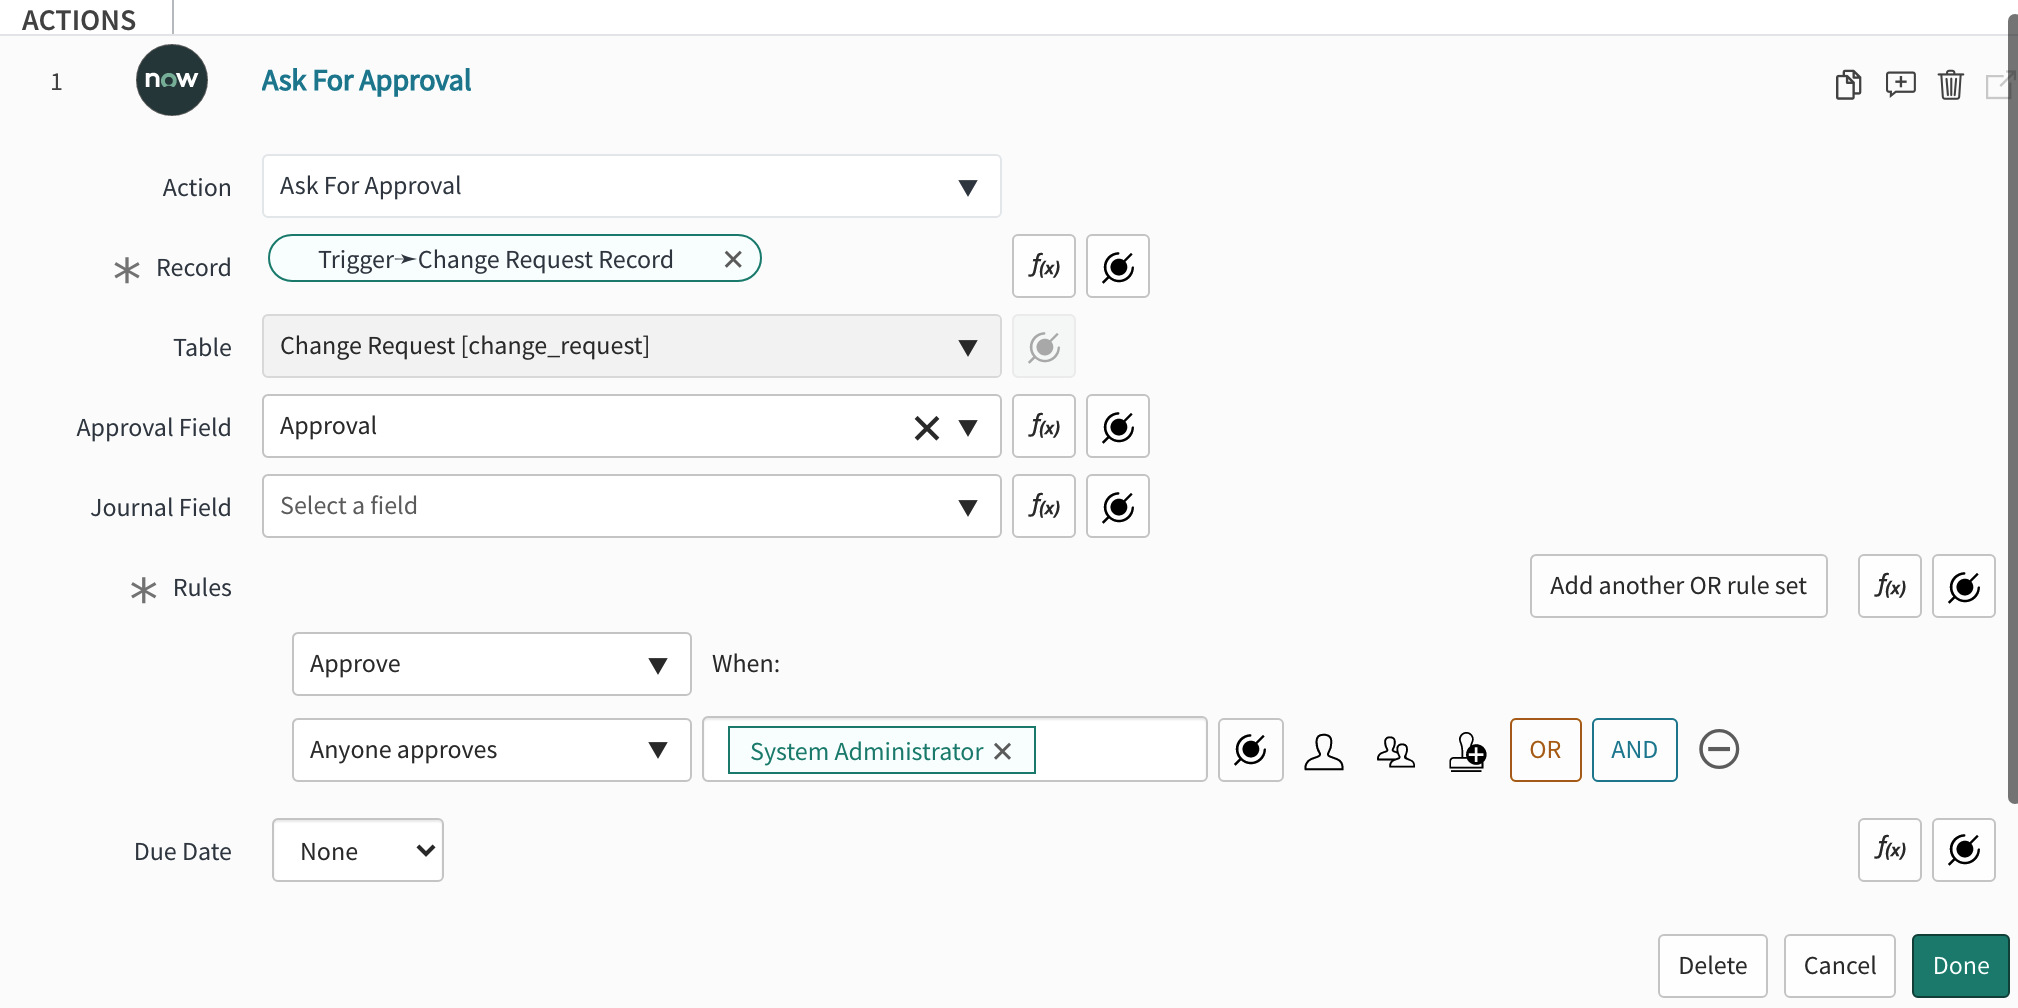 ACTIONS
1 now Ask For Approval
Action Ask For Approval
* Record Trigger➛Change Request Record
f(x)
Table Change Request [change_request]
Approval Field Approval
f(x)
Journal Field Select a field
f(x)
* Rules Add another OR rule set f(x)
Approve When:
Anyone approves System Administrator OR AND
Due Date None f(x)
Delete Cancel Done